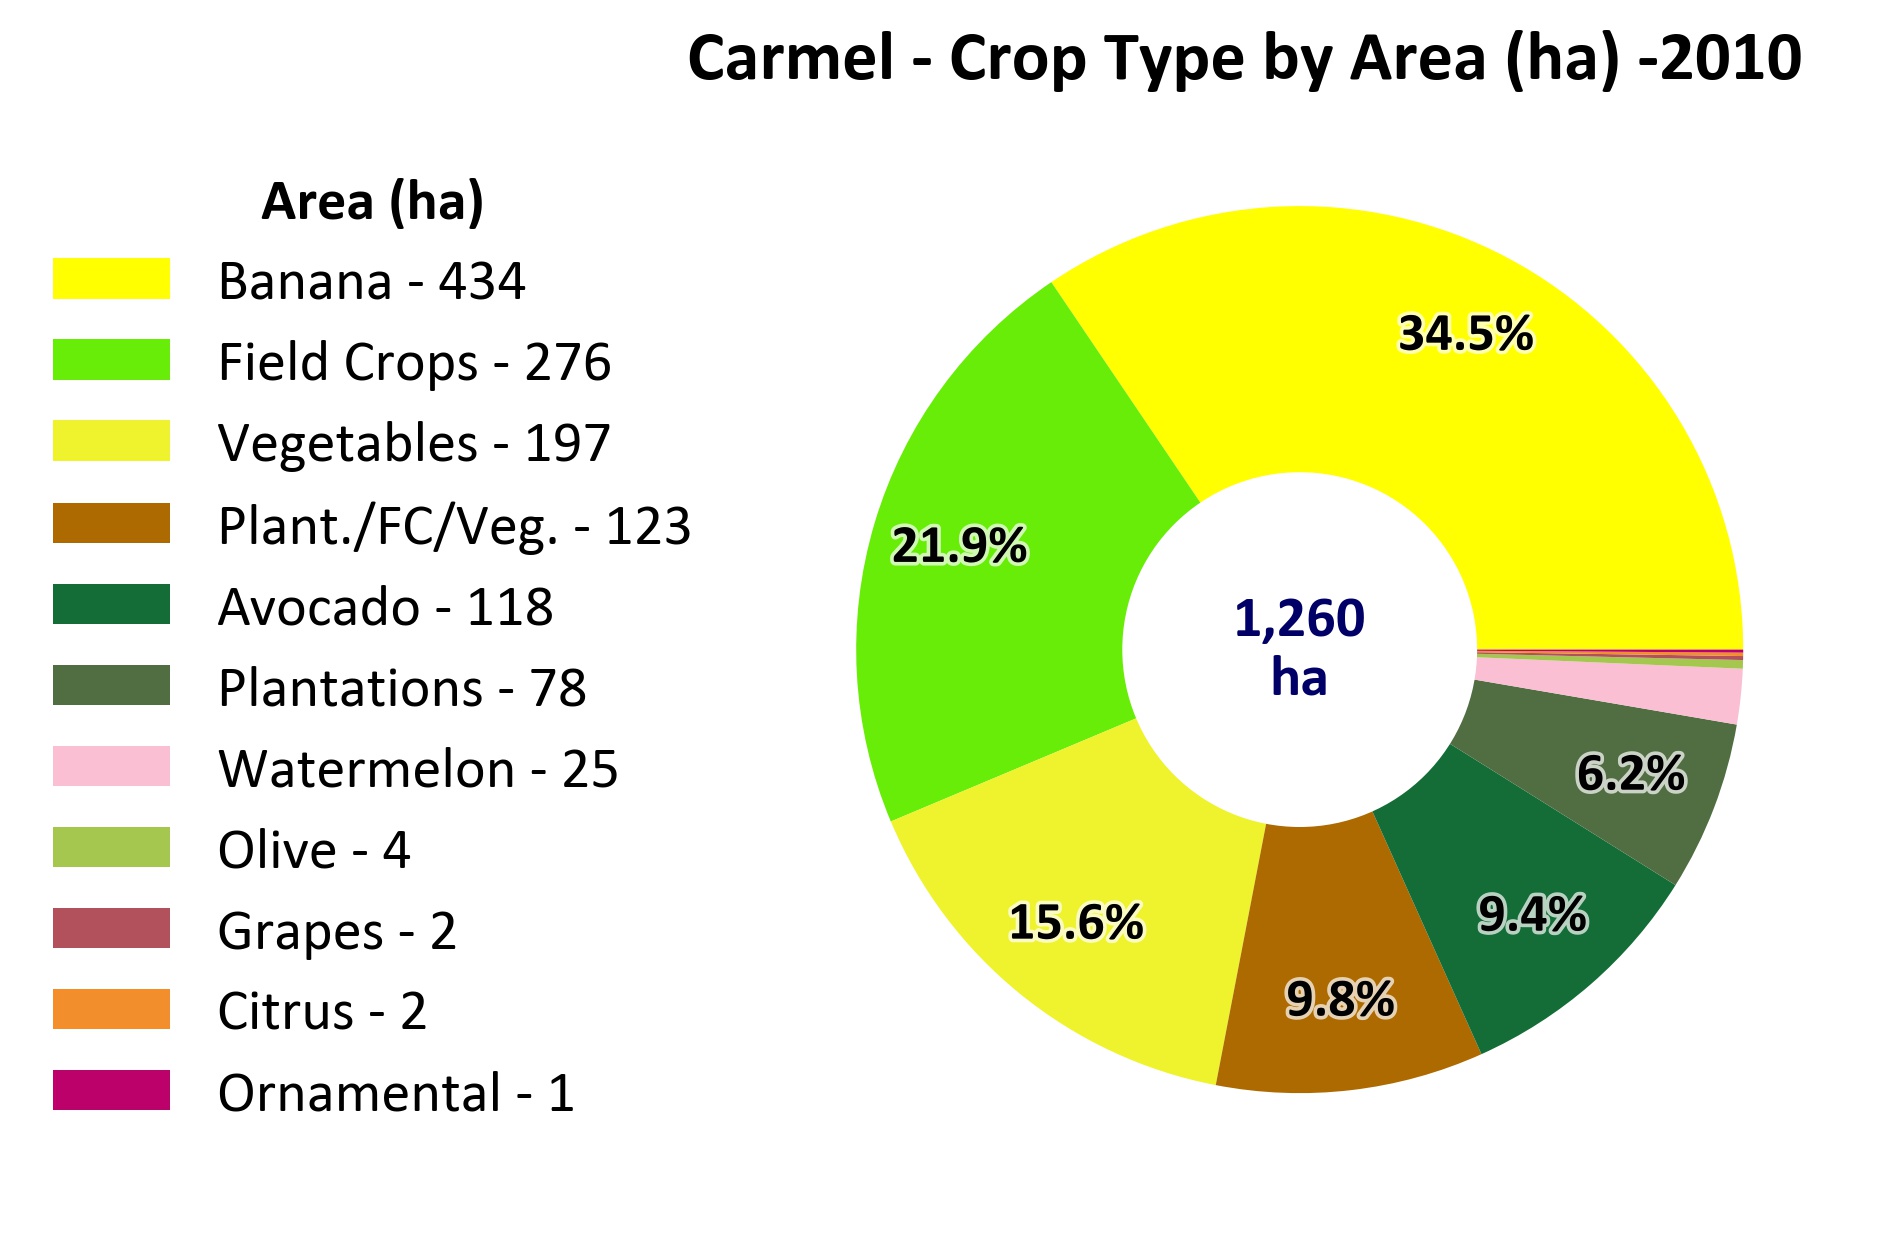 Carmel - Crop Type by Area (ha) -2010
Area (ha)
Banana - 434
Field Crops - 276
Vegetables - 197
Plant./FC/Veg. - 123
Avocado - 118
Plantations - 78
Watermelon - 25
Olive - 4
Grapes - 2
Citrus - 2
Ornamental - 1
34.5%
21.9%
15.6%
9.8%
9.4%
6.2%
1,260
ha